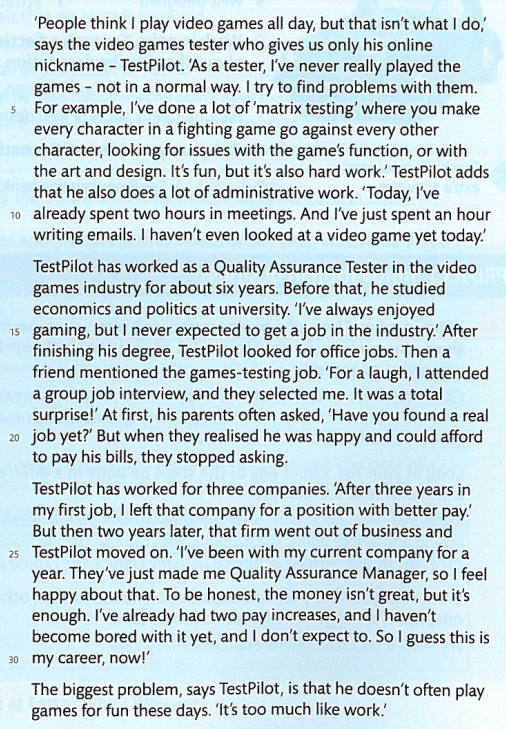 'People think I play video games all day, but that isn't what I do,'
says the video games tester who gives us only his online
nickname – TestPilot. 'As a tester, I've never really played the
games – not in a normal way. I try to find problems with them.
5 For example, I've done a lot of 'matrix testing' where you make
every character in a fighting game go against every other
character, looking for issues with the game's function, or with
the art and design. It's fun, but it's also hard work.' TestPilot adds
that he also does a lot of administrative work. 'Today, I've
10 already spent two hours in meetings. And I've just spent an hour
writing emails. I haven't even looked at a video game yet today.'
TestPilot has worked as a Quality Assurance Tester in the video
games industry for about six years. Before that, he studied
economics and politics at university. 'I've always enjoyed
15 gaming, but I never expected to get a job in the industry.' After
finishing his degree, TestPilot looked for office jobs. Then a
friend mentioned the games-testing job. 'For a laugh, I attended
a group job interview, and they selected me. It was a total
surprise!' At first, his parents often asked, 'Have you found a real
20 job yet?' But when they realised he was happy and could afford
to pay his bills, they stopped asking.
TestPilot has worked for three companies. 'After three years in
my first job, I left that company for a position with better pay.'
But then two years later, that firm went out of business and
25 TestPilot moved on. 'I've been with my current company for a
year. They've just made me Quality Assurance Manager, so I feel
happy about that. To be honest, the money isn't great, but it's
enough. I've already had two pay increases, and I haven't
become bored with it yet, and I don't expect to. So I guess this is
30 my career, now!'
The biggest problem, says TestPilot, is that he doesn't often play
games for fun these days. 'It's too much like work.'